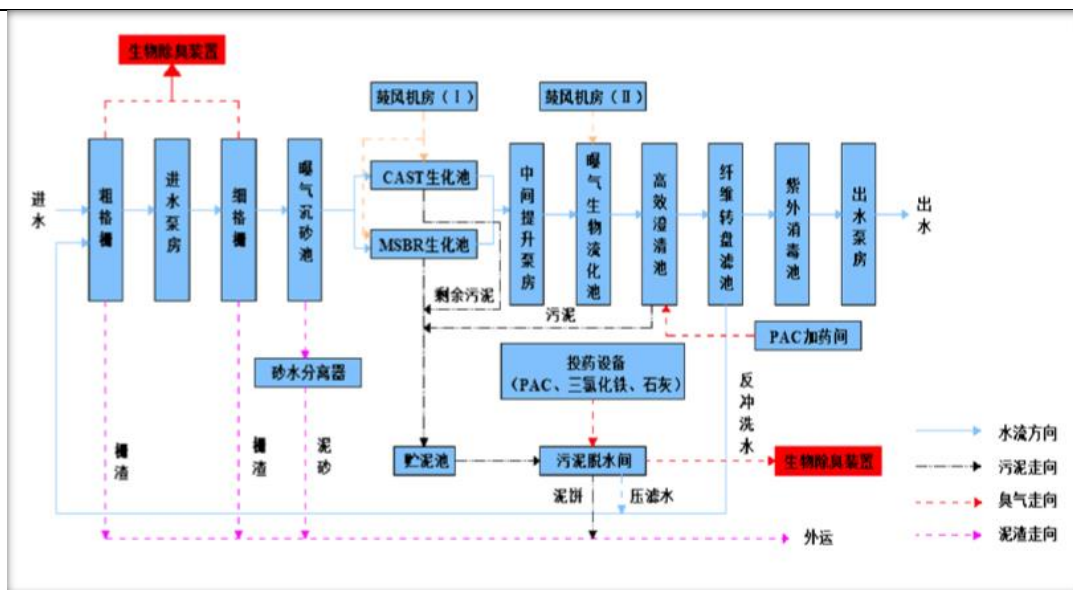 生物除臭装置
鼓风机房（Ⅰ）
鼓风机房（Ⅱ）
进水
粗格栅
进水泵房
细格栅
曝气沉砂池
CAST生化池
MSBR生化池
中间提升泵房
曝气生物流化池
高效澄清池
纤维转盘滤池
紫外消毒池
出水泵房
出水
剩余污泥
污泥
PAC加药间
砂水分离器
投药设备
（PAC、三氯化铁、石灰）
反冲洗水
栅渣
栅渣
泥砂
贮泥池
污泥脱水间
生物除臭装置
泥饼
压滤水
外运
水流方向
污泥走向
臭气走向
泥渣走向